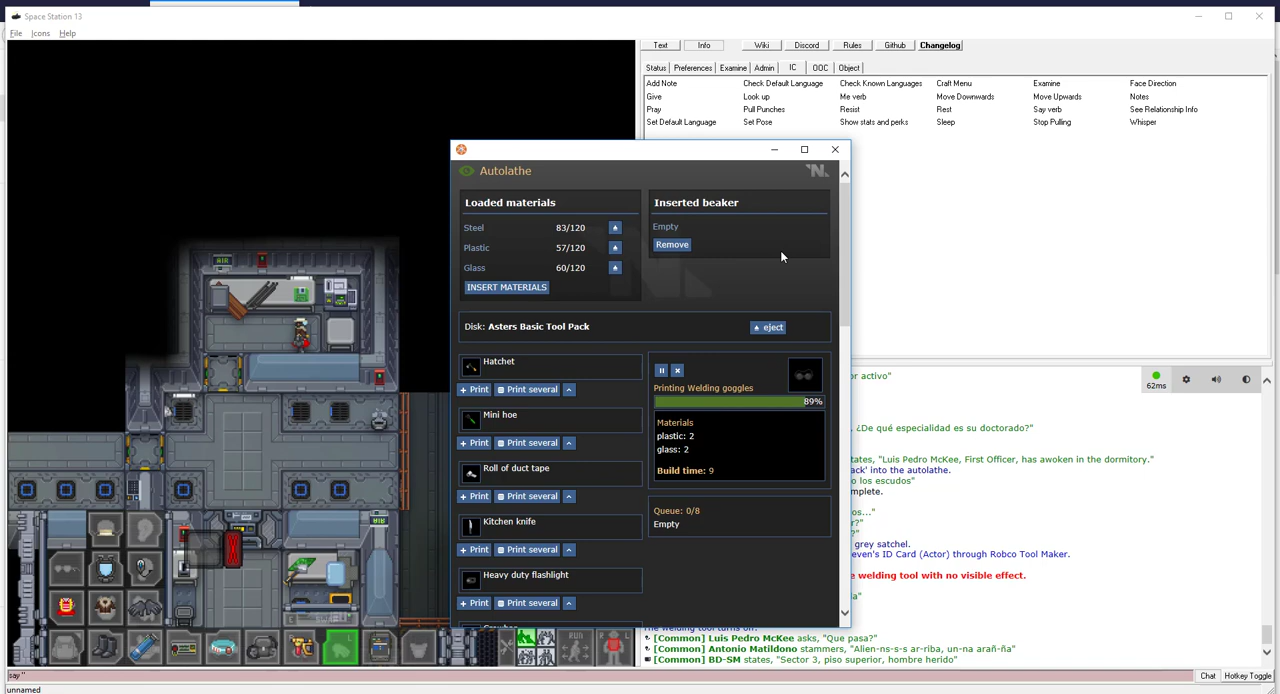 Space Station 13
File Icons Help
Text Info Wiki Discord Rules Github Changelog
Status Preferences Examine Admin IC OOC Object
Add Note Check Default Language Check Known Languages Craft Menu Examine Face Direction
Give Look up Me verb Move Downwards Move Upwards Notes
Pray Pull Punches Resist Rest Say verb See Relationship Info
Set Default Language Set Pose Show stats and perks Sleep Stop Pulling Whisper
Autolathe
Loaded materials
Steel 83/120
Plastic 57/120
Glass 60/120
INSERT MATERIALS
Inserted beaker
Empty
Remove
Disk: Asters Basic Tool Pack eject
Hatchet
+ Print Print several
Mini hoe
+ Print Print several
Roll of duct tape
+ Print Print several
Kitchen knife
+ Print Print several
Heavy duty flashlight
+ Print Print several
Printing Welding goggles
89%
Materials
plastic: 2
glass: 2
Build time: 9
Queue: 0/8
Empty
AIR
AIR
62ms
or activo"
, ¿De qué especialidad es su doctorado?"
tates, "Luis Pedro McKee, First Officer, has awoken in the dormitory."
ack' into the autolathe.
o los escudos"
mplete.
os..."
r?"
?"
grey satchel.
even's ID Card (Actor) through Robco Tool Maker.
e welding tool with no visible effect.
la"
The welding tool turns off.
[Common] Luis Pedro McKee asks, "Que pasa?"
[Common] Antonio Matildono stammers, "Alien-ns-s-s ar-riba, un-na arañ-ña"
[Common] BD-SM states, "Sector 3, piso superior, hombre herido"
RUN
say "
Chat Hotkey Toggle
unnamed